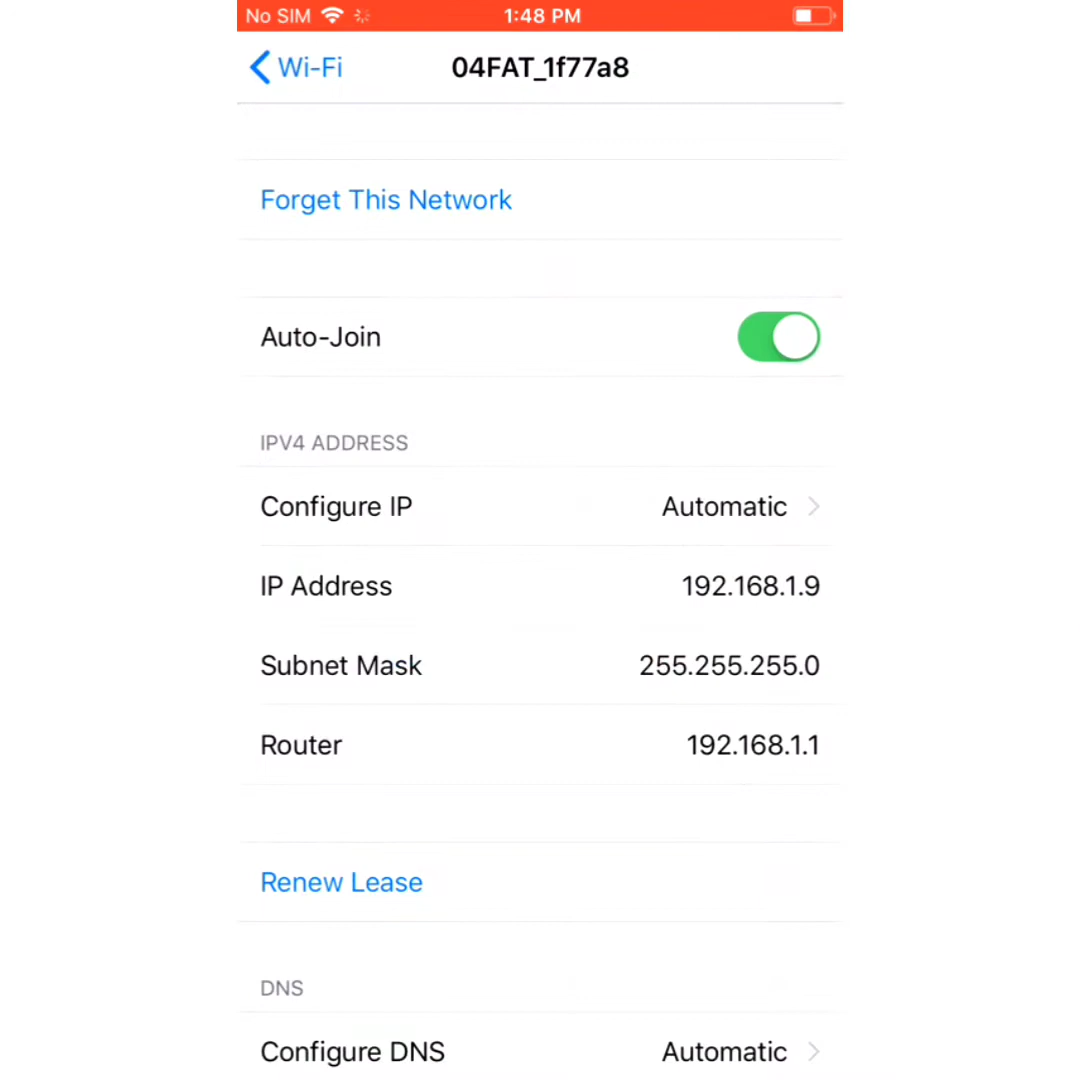 No SIM 1:48 PM
Wi-Fi 04FAT_1f77a8
Forget This Network
Auto-Join
IPV4 ADDRESS
Configure IP Automatic
IP Address 192.168.1.9
Subnet Mask 255.255.255.0
Router 192.168.1.1
Renew Lease
DNS
Configure DNS Automatic